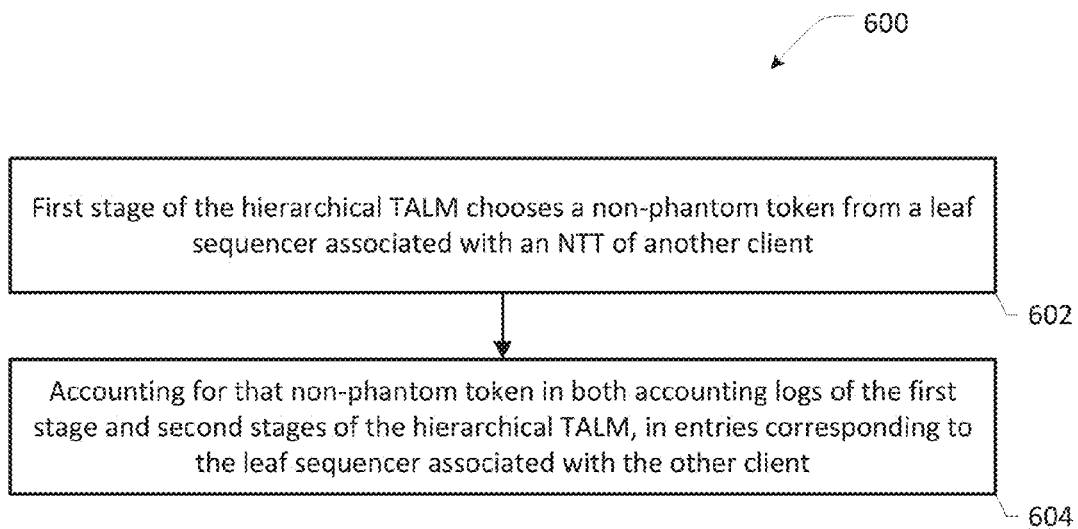 600
First stage of the hierarchical TALM chooses a non-phantom token from a leaf
sequencer associated with an NTT of another client
602
Accounting for that non-phantom token in both accounting logs of the first
stage and second stages of the hierarchical TALM, in entries corresponding to
the leaf sequencer associated with the other client
604